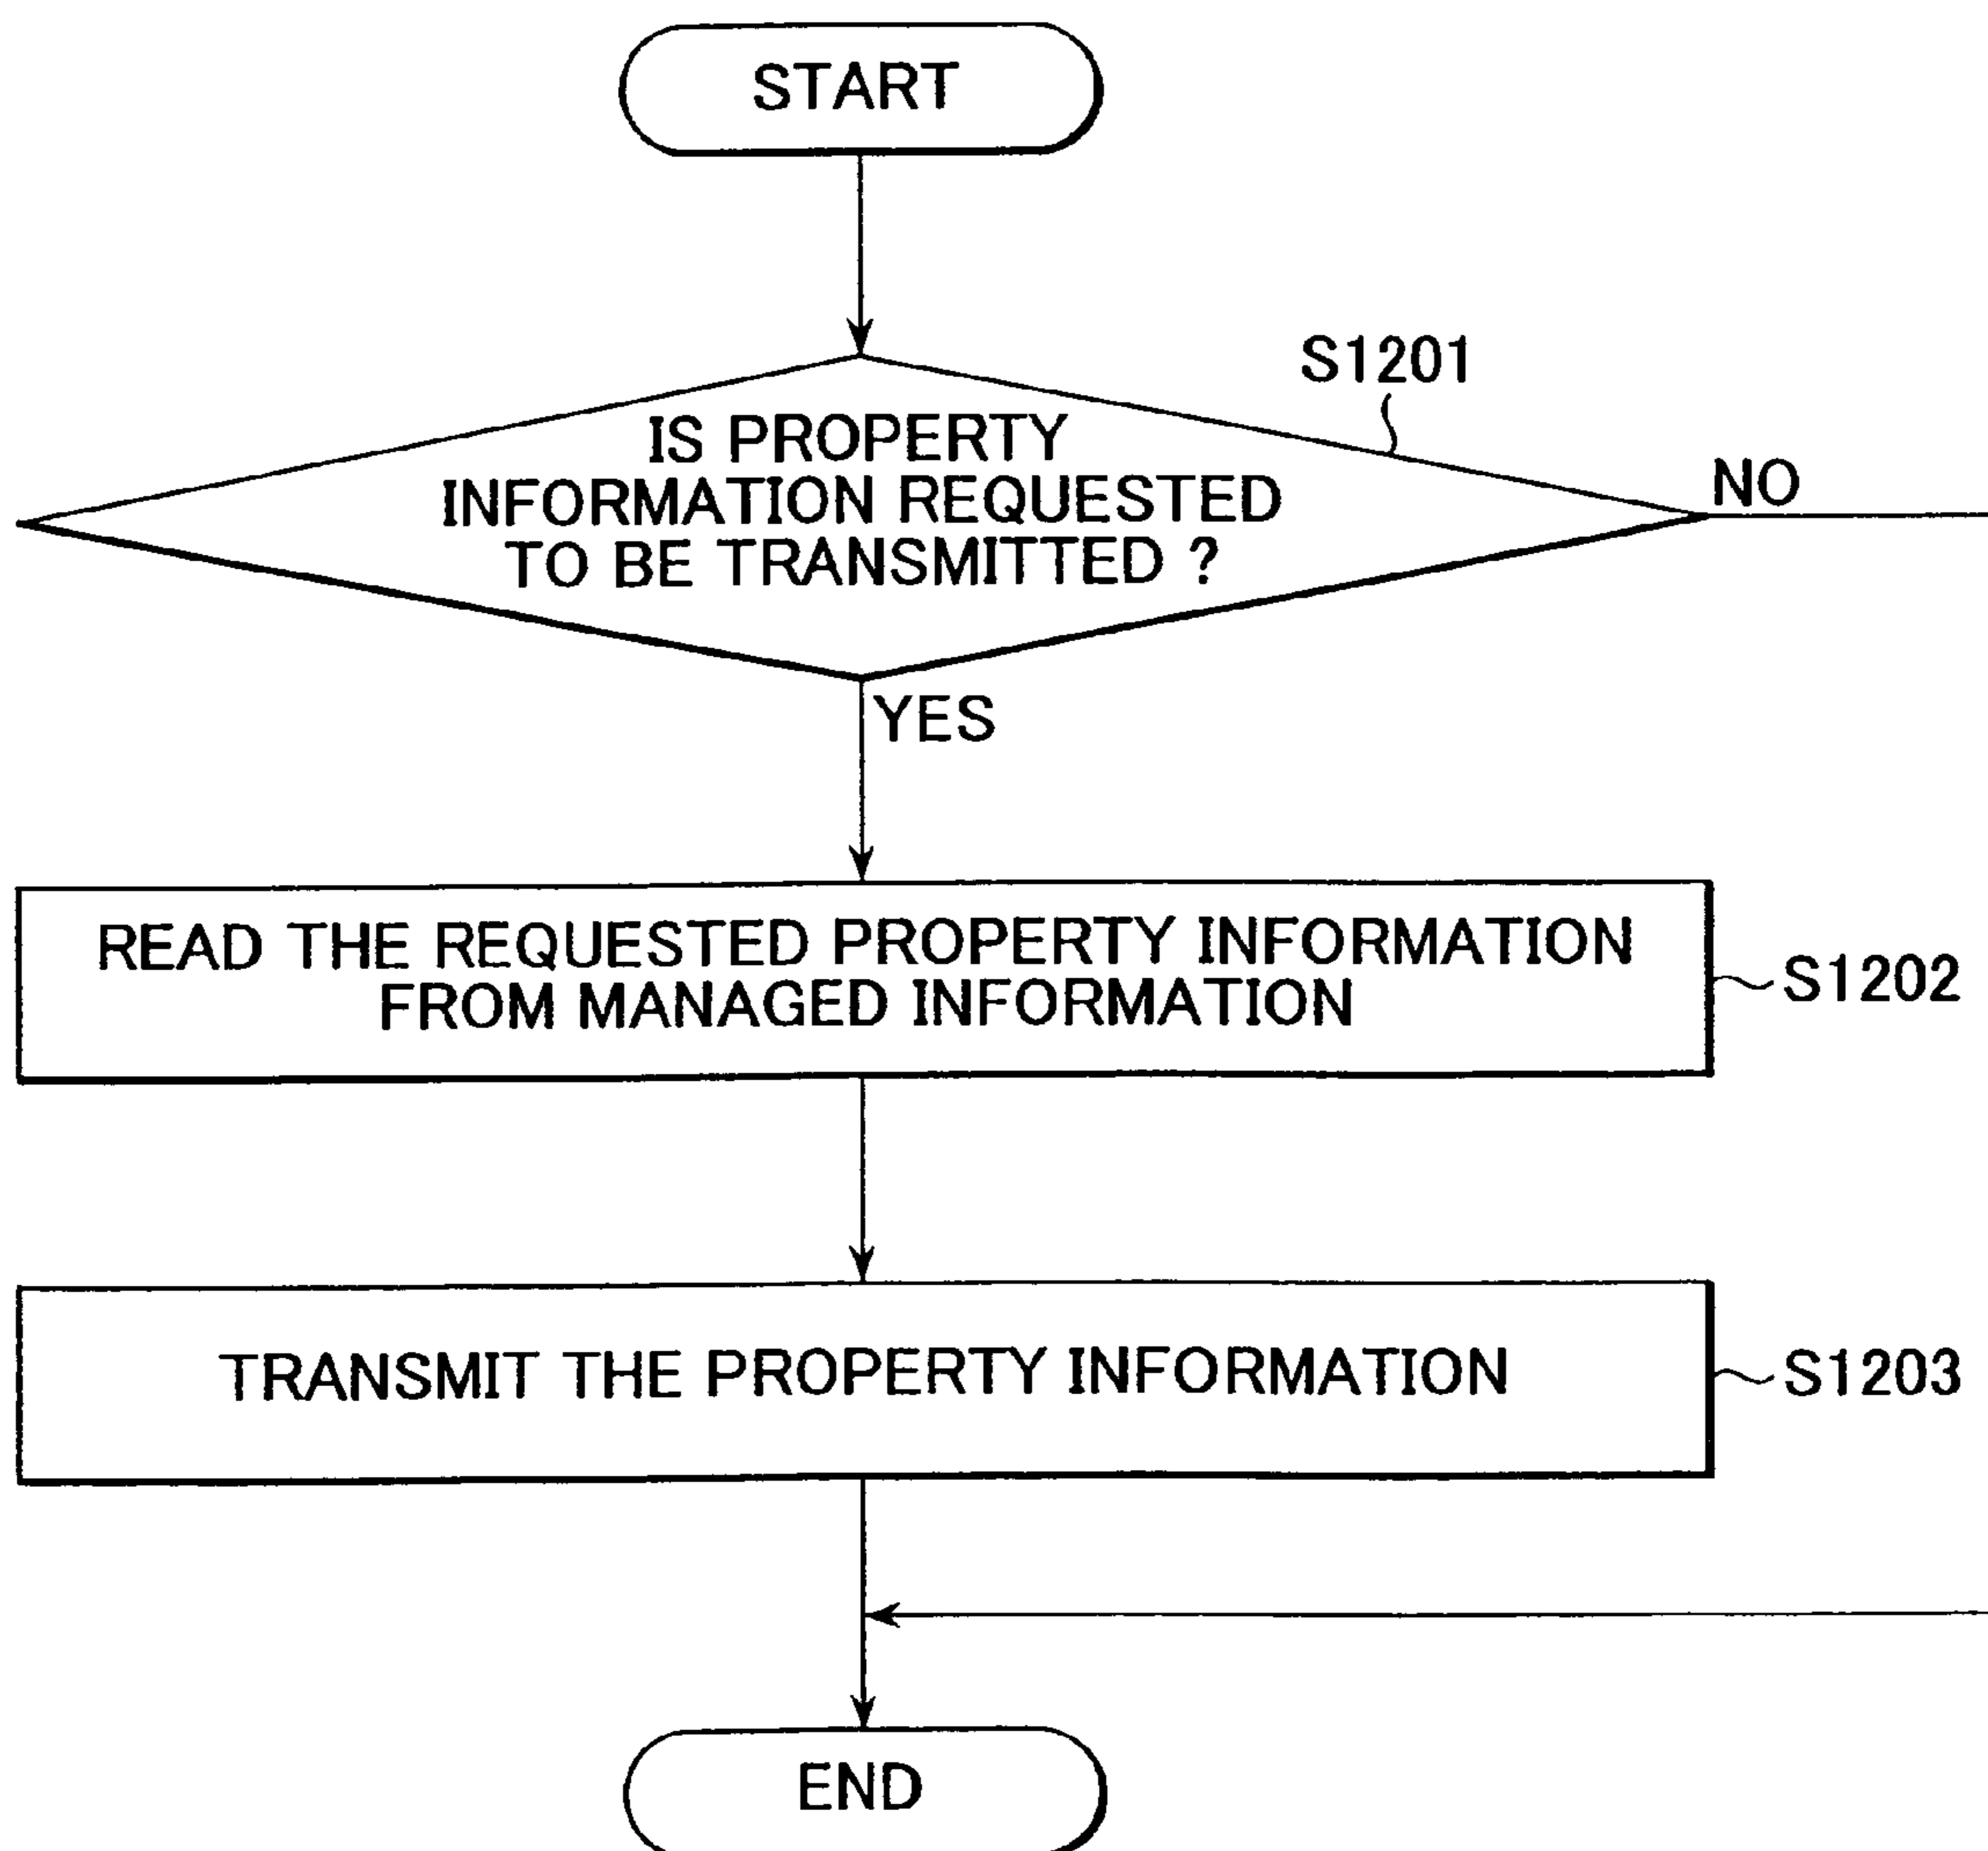 START
S1201
IS PROPERTY
INFORMATION REQUESTED
TO BE TRANSMITTED ?
NO
YES
READ THE REQUESTED PROPERTY INFORMATION
FROM MANAGED INFORMATION
S1202
TRANSMIT THE PROPERTY INFORMATION
S1203
END